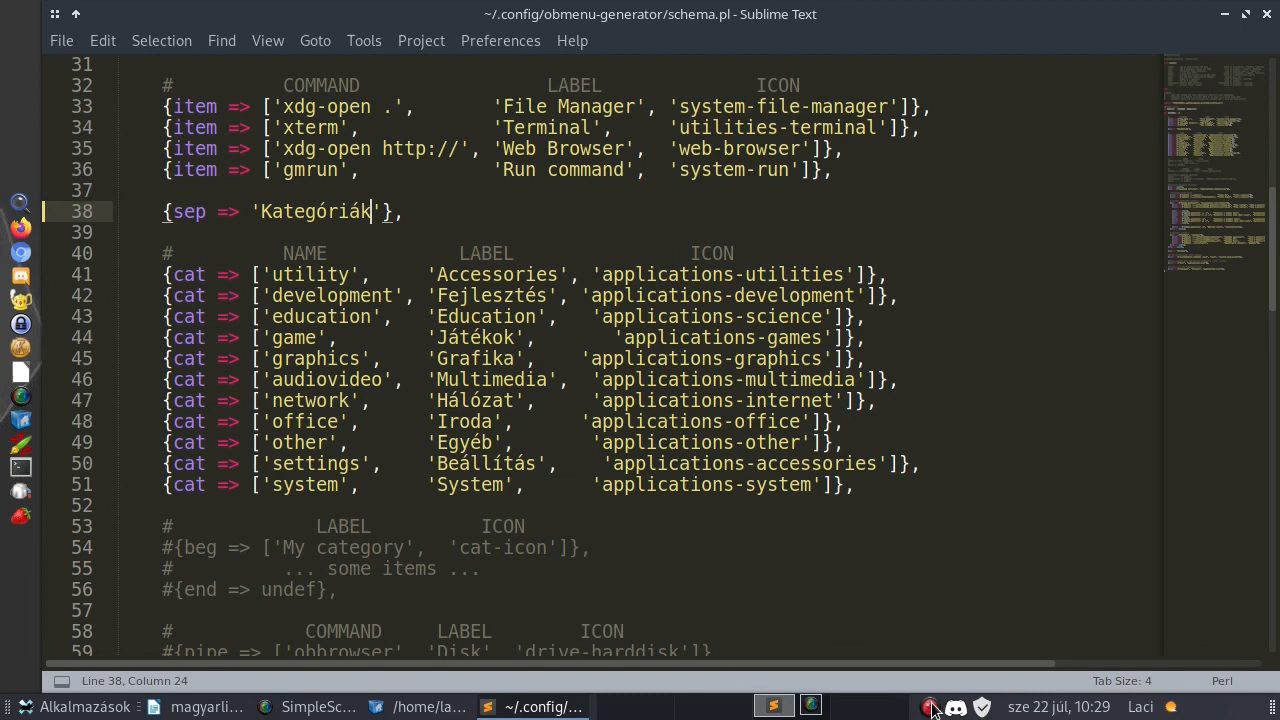 ~/.config/obmenu-generator/schema.pl - Sublime Text
File Edit Selection Find View Goto Tools Project Preferences Help
31
32 # COMMAND LABEL ICON
33 {item => ['xdg-open .', 'File Manager', 'system-file-manager']},
34 {item => ['xterm', 'Terminal', 'utilities-terminal']},
35 {item => ['xdg-open http://', 'Web Browser', 'web-browser']},
36 {item => ['gmrun', 'Run command', 'system-run']},
37
38 {sep => 'Kategóriák'},
39
40 # NAME LABEL ICON
41 {cat => ['utility', 'Accessories', 'applications-utilities']},
42 {cat => ['development', 'Fejlesztés', 'applications-development']},
43 {cat => ['education', 'Education', 'applications-science']},
44 {cat => ['game', 'Játékok', 'applications-games']},
45 {cat => ['graphics', 'Grafika', 'applications-graphics']},
46 {cat => ['audiovideo', 'Multimedia', 'applications-multimedia']},
47 {cat => ['network', 'Hálózat', 'applications-internet']},
48 {cat => ['office', 'Iroda', 'applications-office']},
49 {cat => ['other', 'Egyéb', 'applications-other']},
50 {cat => ['settings', 'Beállítás', 'applications-accessories']},
51 {cat => ['system', 'System', 'applications-system']},
52
53 # LABEL ICON
54 #{beg => ['My category', 'cat-icon']},
55 # ... some items ...
56 #{end => undef},
57
58 # COMMAND LABEL ICON
59 #{pipe => ['obbrowser' 'Disk' 'drive-harddisk']}
Line 38, Column 24 Tab Size: 4 Perl
Alkalmazások magyarli... SimpleSc... /home/la... ~/.config/... sze 22 júl, 10:29 Laci